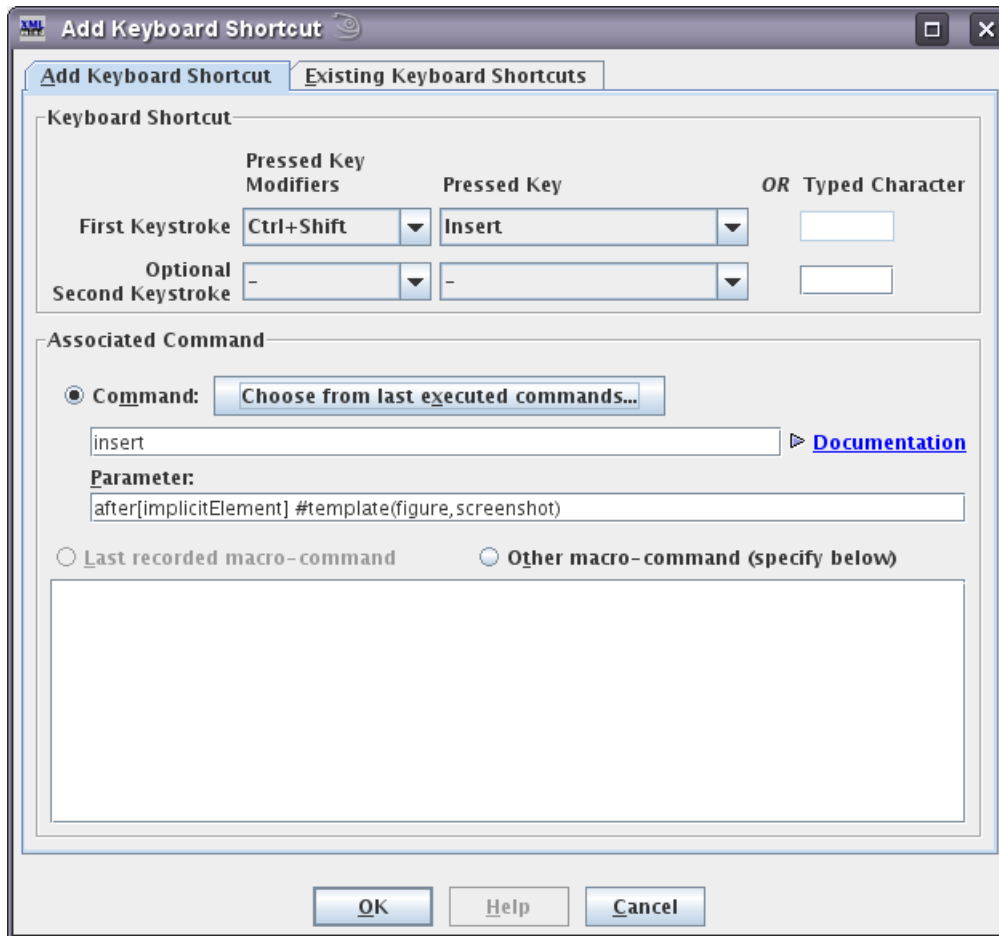 XML
Add Keyboard Shortcut
Add Keyboard Shortcut Existing Keyboard Shortcuts
Keyboard Shortcut
Pressed Key
Modifiers Pressed Key OR Typed Character
First Keystroke Ctrl+Shift Insert
Optional
Second Keystroke - -
Associated Command
Command: Choose from last executed commands...
insert Documentation
Parameter:
after[implicitElement] #template(figure,screenshot)
Last recorded macro-command Other macro-command (specify below)
OK Help Cancel